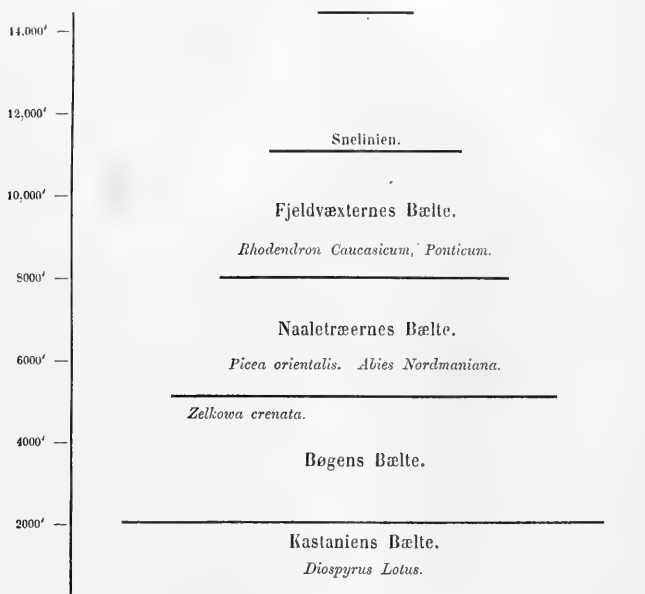 14,000'
12,000'
Snelinien.
10,000'
Fjeldvæxternes Bælte.
Rhodendron Caucasicum, Ponticum.
8000'
Naaletræernes Bælte.
6000'
Picea orientalis. Abies Nordmaniana.
Zelkowa crenata.
4000'
Bøgens Bælte.
2000'
Kastaniens Bælte.
Diospyrus Lotus.